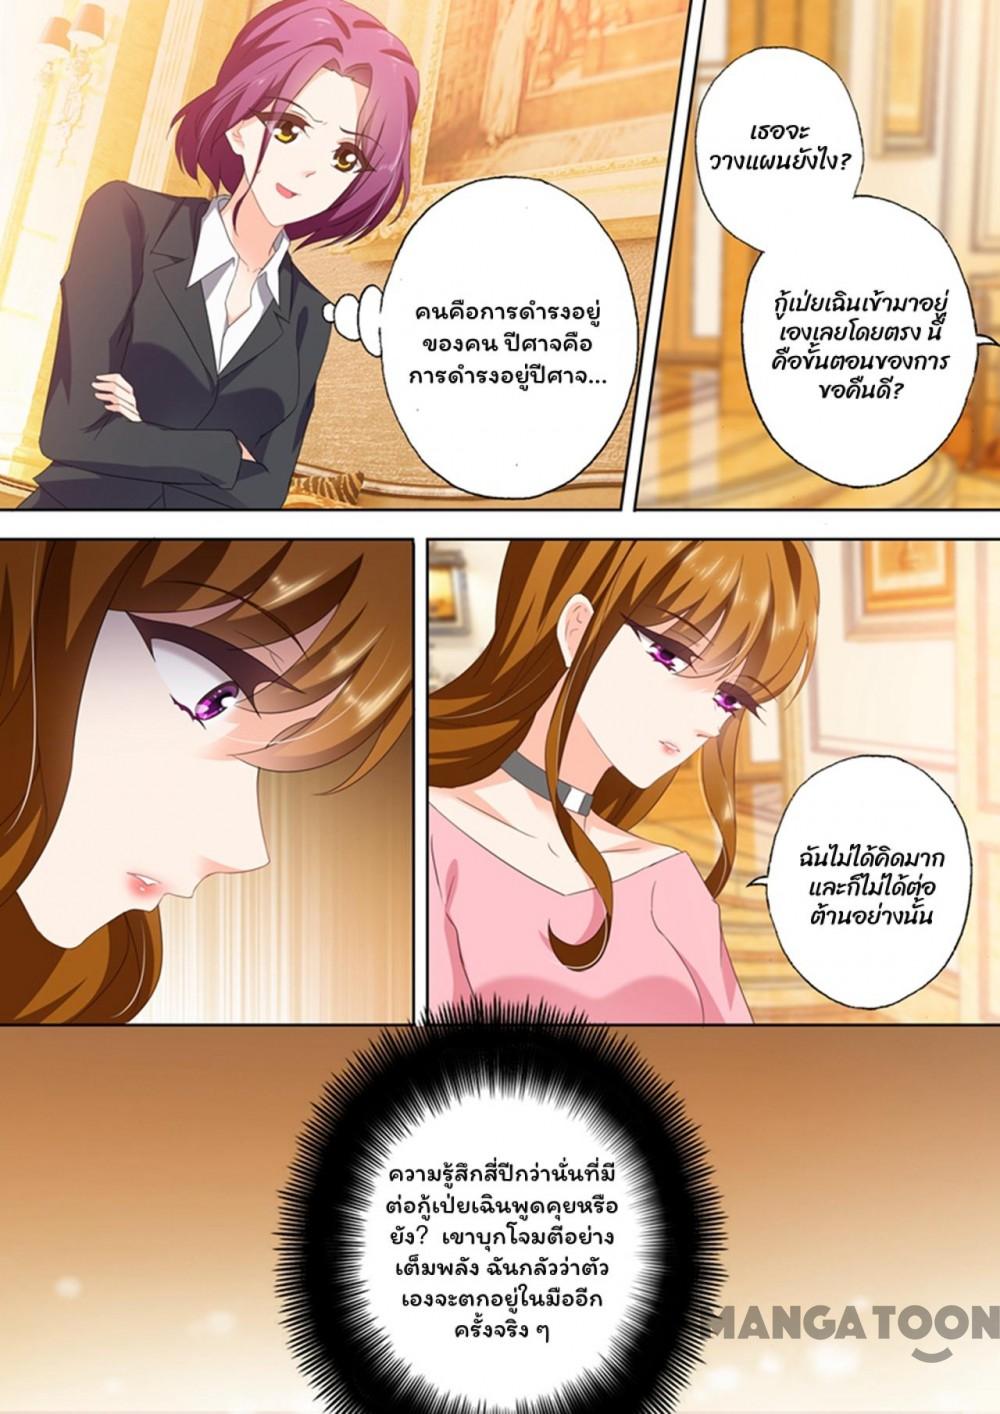 คนคือการดำรงอยู่
ของคน ปีศาจคือ
การดำรงอยู่ปีศาจ...
เธอจะ
วางแผนยังไง?
กู้เป่ยเฉินเข้ามาอยู่
เองเลยโดยตรง นี้
คือขั้นตอนของการ
ขอคืนดี?
ฉันไม่ได้คิดมาก
และก็ไม่ได้ต่อ
ต้านอย่างนั้น
ความรู้สึกสี่ปีกว่านั่นที่มี
ต่อกู้เป่ยเฉินพูดคุยหรือ
ยัง? เขาบุกโจมตีอย่าง
เต็มพลัง ฉันกลัวว่าตัว
เองจะตกอยู่ในมืออีก
ครั้งจริง ๆ
MANGATOON